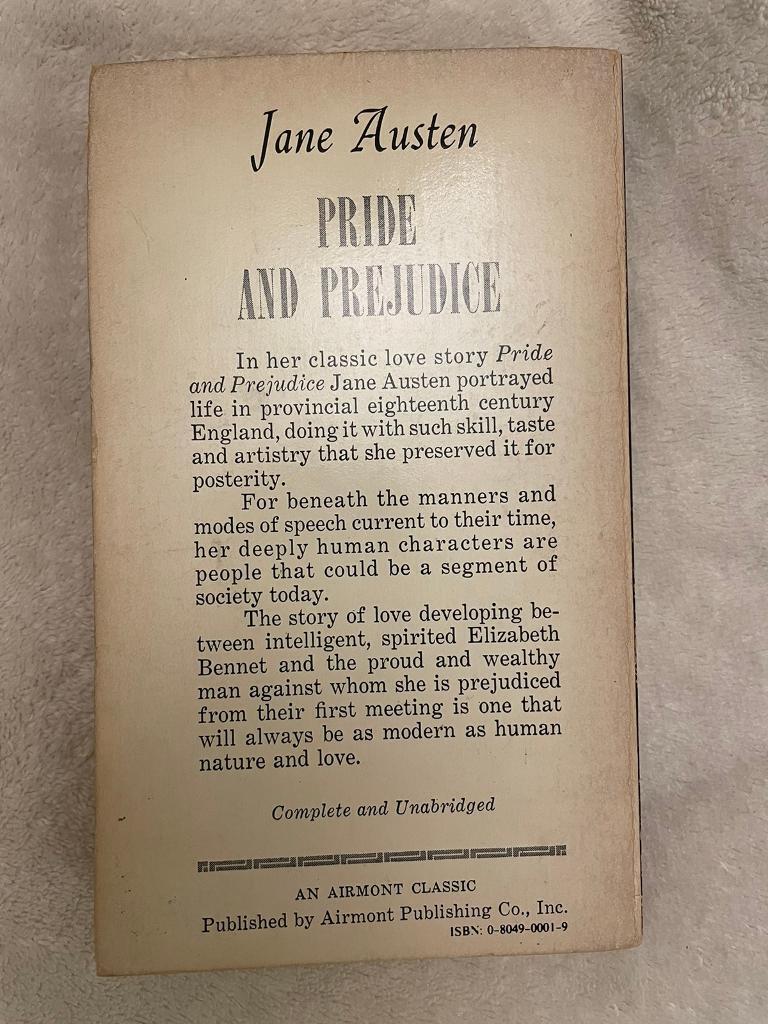 Jane Austen
PRIDE
AND PREJUDICE
In her classic love story Pride
and Prejudice Jane Austen portrayed
life in provincial eighteenth century
England, doing it with such skill, taste
and artistry that she preserved it for
posterity.
For beneath the manners and
modes of speech current to their time,
her deeply human characters are
people that could be a segment of
society today.
The story of love developing be-
tween intelligent, spirited Elizabeth
Bennet and the proud and wealthy
man against whom she is prejudiced
from their first meeting is one that
will always be as modern as human
nature and love.
Complete and Unabridged
AN AIRMONT CLASSIC
Published by Airmont Publishing Co., Inc.
ISBN: 0-8049-0001-9